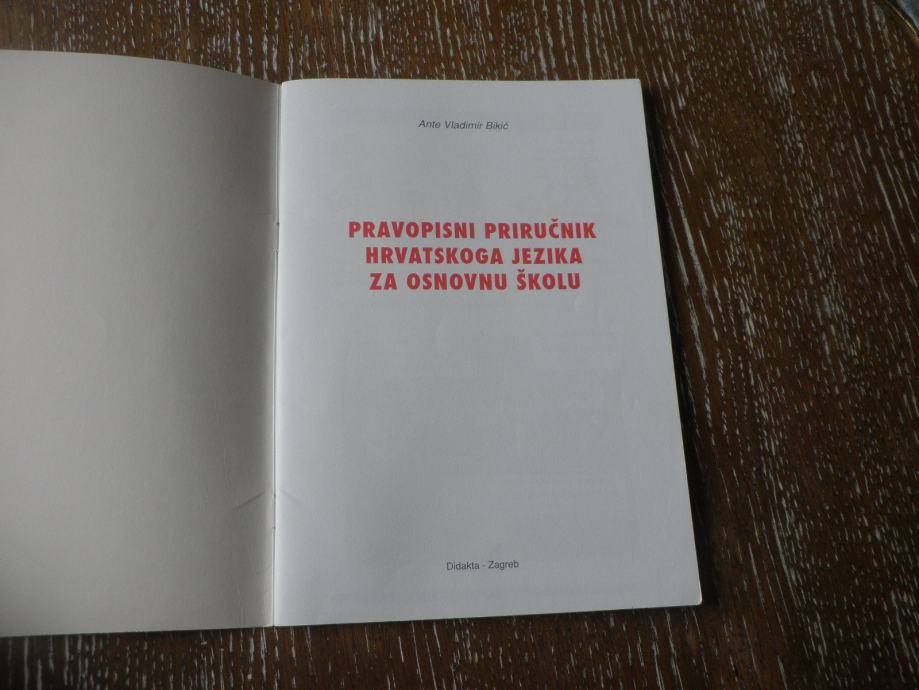 Ante Vladimir Bikić
PRAVOPISNI PRIRUČNIK
HRVATSKOGA JEZIKA
ZA OSNOVNU ŠKOLU
Didakta - Zagreb